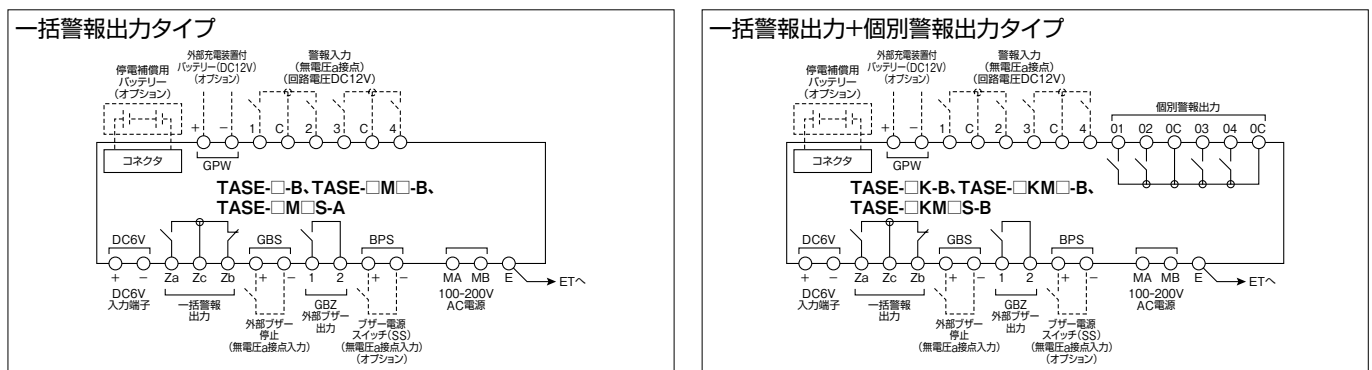 一括警報出力タイプ
停電補償用
バッテリー
(オプション)
外部充電装置付
バッテリー(DC12V)
(オプション)
警報入力
(無電圧a接点)
(回路電圧DC12V)
+ − 1 C 2 3 C 4
コネクタ
GPW
TASE-□-B、TASE-□M□-B、
TASE-□M□S-A
DC6V GBS BPS
+ − Za Zc Zb + − 1 2 + − MA MB E
ETへ
DC6V
入力端子
一括警報
出力
外部ブザー
停止
(無電圧a接点入力)
GBZ
外部ブザー
出力
ブザー電源
スイッチ(SS)
(無電圧a接点入力)
(オプション)
100-200V
AC電源
一括警報出力+個別警報出力タイプ
停電補償用
バッテリー
(オプション)
外部充電装置付
バッテリー(DC12V)
(オプション)
警報入力
(無電圧a接点)
(回路電圧DC12V)
個別警報出力
+ − 1 C 2 3 C 4 01 02 0C 03 04 0C
コネクタ
GPW
TASE-□K-B、TASE-□KM□-B、
TASE-□KM□S-B
DC6V GBS BPS
+ − Za Zc Zb + − 1 2 + − MA MB E
ETへ
DC6V
入力端子
一括警報
出力
外部ブザー
停止
(無電圧a接点入力)
GBZ
外部ブザー
出力
ブザー電源
スイッチ(SS)
(無電圧a接点入力)
(オプション)
100-200V
AC電源